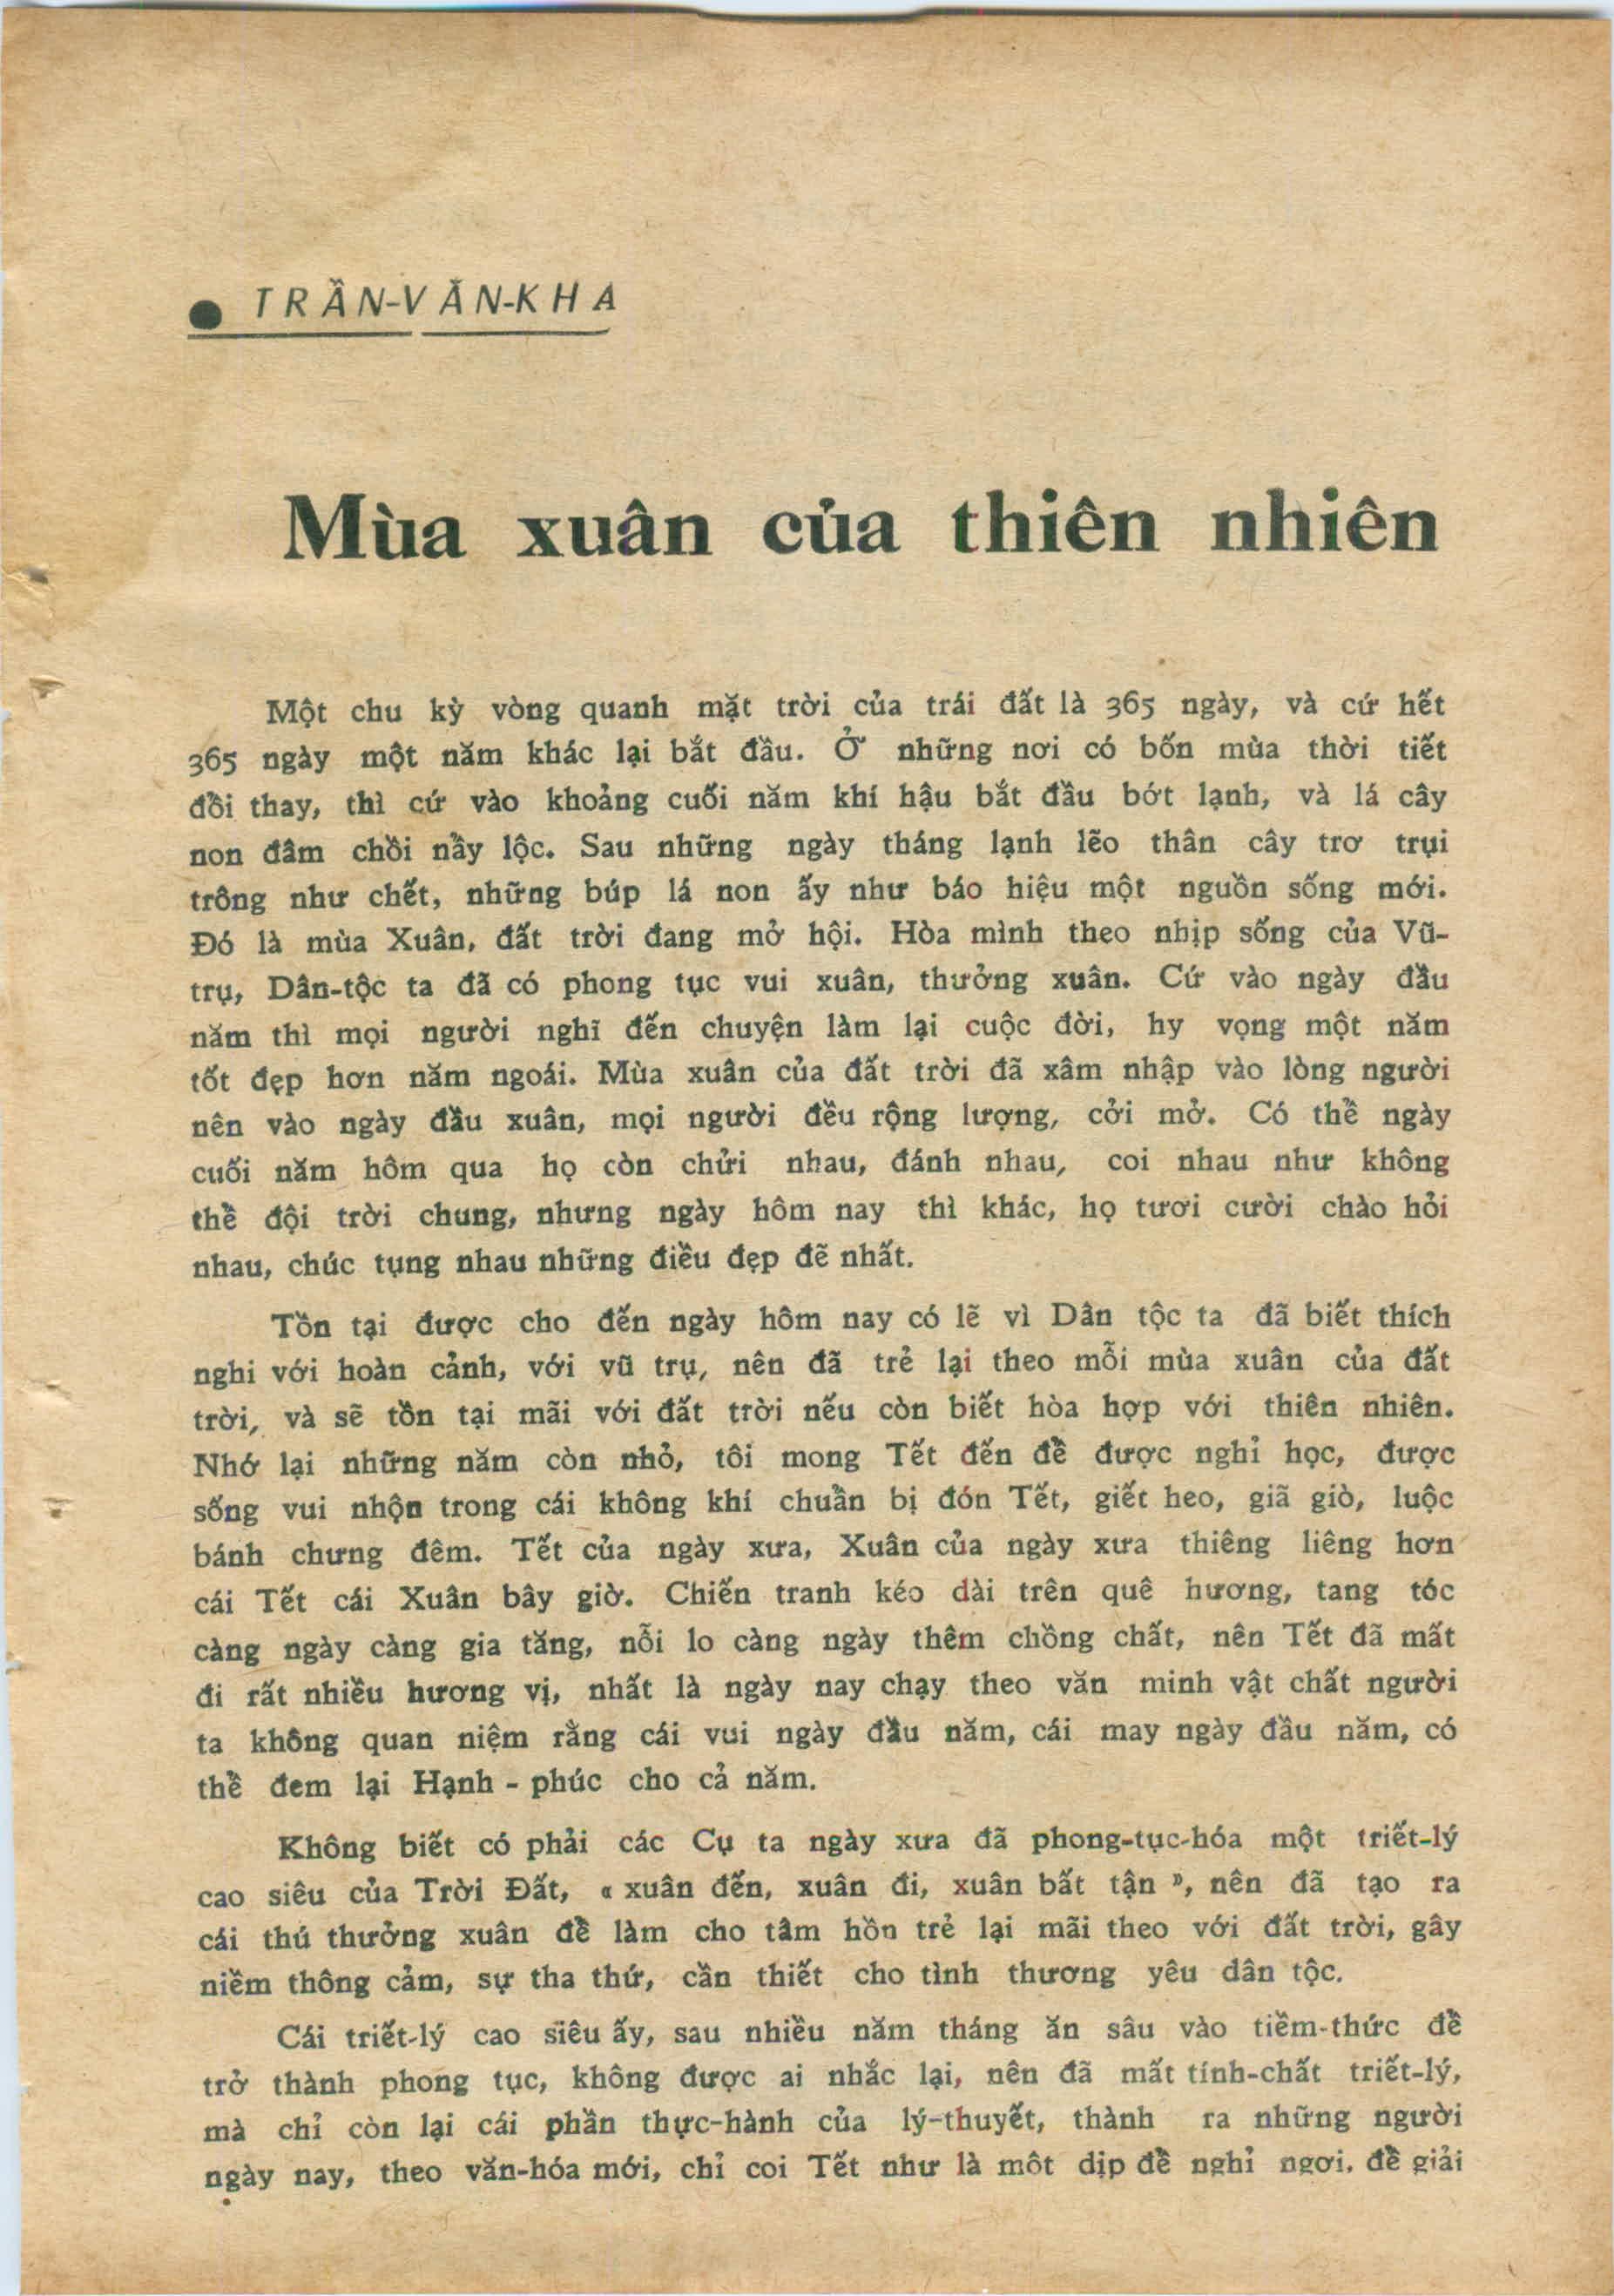 ● TRẦN-VĂN-KHA
Mùa xuân của thiên nhiên
Một chu kỳ vòng quanh mặt trời của trái đất là 365 ngày, và cứ hết
365 ngày một năm khác lại bắt đầu. Ở những nơi có bốn mùa thời tiết
đổi thay, thì cứ vào khoảng cuối năm khí hậu bắt đầu bớt lạnh, và lá cây
non đâm chồi nẩy lộc. Sau những ngày tháng lạnh lẽo thân cây trơ trụi
trông như chết, những búp lá non ấy như báo hiệu một nguồn sống mới.
Đó là mùa Xuân, đất trời đang mở hội. Hòa mình theo nhịp sống của Vũ-
trụ, Dân-tộc ta đã có phong tục vui xuân, thưởng xuân. Cứ vào ngày đầu
năm thì mọi người nghĩ đến chuyện làm lại cuộc đời, hy vọng một năm
tốt đẹp hơn năm ngoái. Mùa xuân của đất trời đã xâm nhập vào lòng người
nên vào ngày đầu xuân, mọi người đều rộng lượng, cởi mở. Có thể ngày
cuối năm hôm qua họ còn chửi nhau, đánh nhau, coi nhau như không
thể đội trời chung, nhưng ngày hôm nay thì khác, họ tươi cười chào hỏi
nhau, chúc tụng nhau những điều đẹp đẽ nhất.
Tồn tại được cho đến ngày hôm nay có lẽ vì Dân tộc ta đã biết thích
nghi với hoàn cảnh, với vũ trụ, nên đã trẻ lại theo mỗi mùa xuân của đất
trời, và sẽ tồn tại mãi với đất trời nếu còn biết hòa hợp với thiên nhiên.
Nhớ lại những năm còn nhỏ, tôi mong Tết đến để được nghỉ học, được
sống vui nhộn trong cái không khí chuẩn bị đón Tết, giết heo, giã giò, luộc
bánh chưng đêm. Tết của ngày xưa, Xuân của ngày xưa thiêng liêng hơn
cái Tết cái Xuân bây giờ. Chiến tranh kéo dài trên quê hương, tang tóc
càng ngày càng gia tăng, nỗi lo càng ngày thêm chồng chất, nên Tết đã mất
đi rất nhiều hương vị, nhất là ngày nay chạy theo văn minh vật chất người
ta không quan niệm rằng cái vui ngày đầu năm, cái may ngày đầu năm, có
thể đem lại Hạnh - phúc cho cả năm.
Không biết có phải các Cụ ta ngày xưa đã phong-tục-hóa một triết-lý
cao siêu của Trời Đất, « xuân đến, xuân đi, xuân bất tận », nên đã tạo ra
cái thú thưởng xuân để làm cho tâm hồn trẻ lại mãi theo với đất trời, gây
niềm thông cảm, sự tha thứ, cần thiết cho tình thương yêu dân tộc.
Cái triết-lý cao siêu ấy, sau nhiều năm tháng ăn sâu vào tiềm-thức để
trở thành phong tục, không được ai nhắc lại, nên đã mất tính-chất triết-lý,
mà chỉ còn lại cái phần thực-hành của lý-thuyết, thành ra những người
ngày nay, theo văn-hóa mới, chỉ coi Tết như là một dịp để nghỉ ngơi, để giải